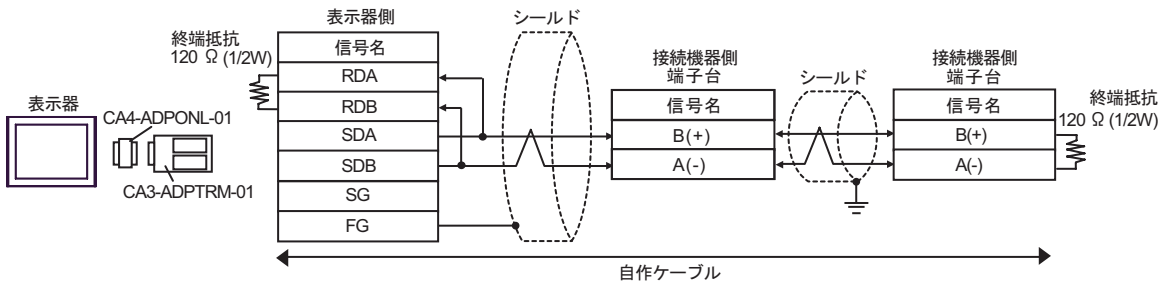 表示器
CA4-ADPONL-01
CA3-ADPTRM-01
終端抵抗
120 Ω (1/2W)
表示器側
信号名
RDA
RDB
SDA
SDB
SG
FG
シールド
接続機器側
端子台
信号名
B(+)
A(-)
シールド
接続機器側
端子台
信号名
B(+)
A(-)
終端抵抗
120 Ω (1/2W)
自作ケーブル